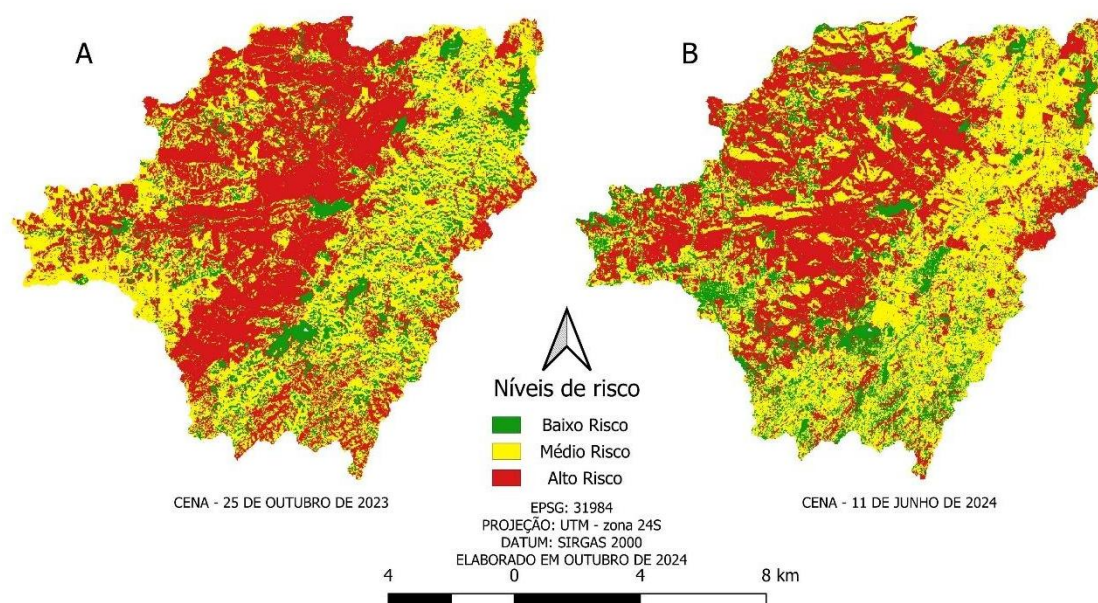 A
B
Níveis de risco
Baixo Risco
Médio Risco
Alto Risco
CENA - 25 DE OUTUBRO DE 2023
CENA - 11 DE JUNHO DE 2024
EPSG: 31984
PROJEÇÃO: UTM - zona 24S
DATUM: SIRGAS 2000
ELABORADO EM OUTUBRO DE 2024
4 0 4 8 km